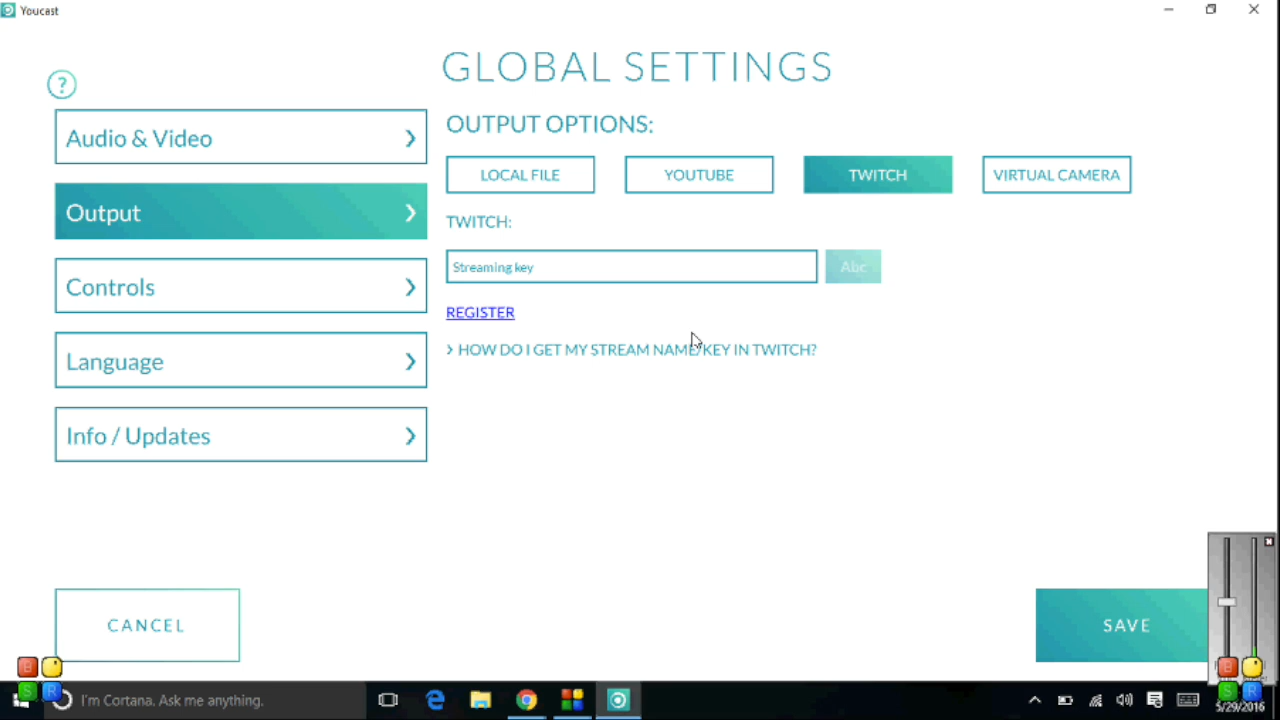 Youcast
GLOBAL SETTINGS
?
Audio & Video
Output
Controls
Language
Info / Updates
OUTPUT OPTIONS:
LOCAL FILE
YOUTUBE
TWITCH
VIRTUAL CAMERA
TWITCH:
Streaming key
Abc
REGISTER
> HOW DO I GET MY STREAM NAME/KEY IN TWITCH?
CANCEL
SAVE
B
S R
B
S R
I'm Cortana. Ask me anything.
5/29/2016